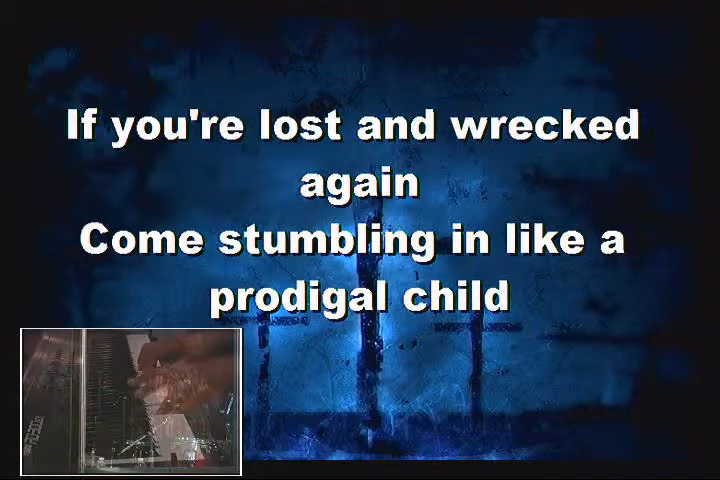 If you're lost and wrecked
again
Come stumbling in like a
prodigal child